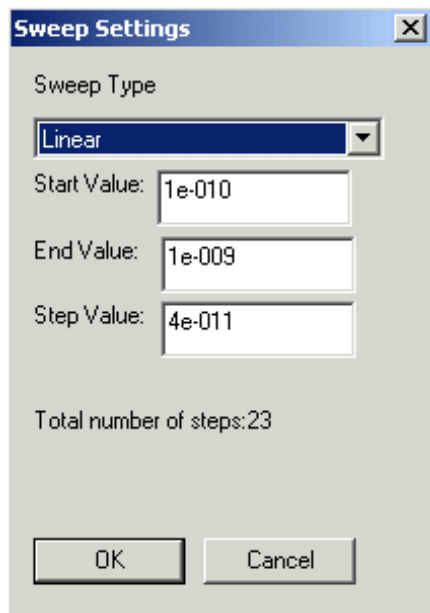 Sweep Settings
Sweep Type
Linear
Start Value: 1e-010
End Value: 1e-009
Step Value: 4e-011
Total number of steps:23
OK Cancel